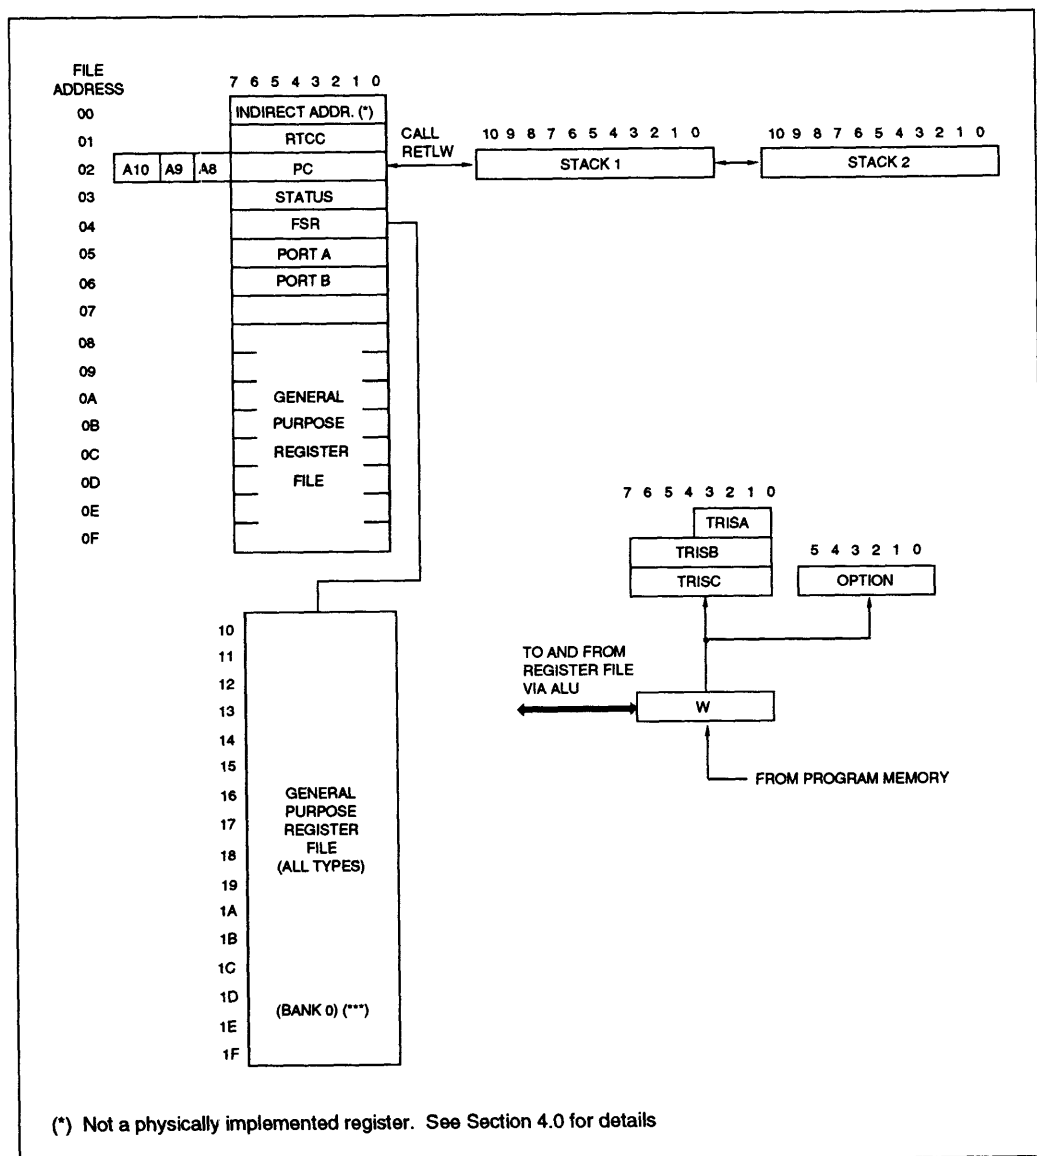 FILE
ADDRESS
7 6 5 4 3 2 1 0
00 INDIRECT ADDR. (*)
01 RTCC
02 A10 A9 A8 PC
CALL
RETLW
10 9 8 7 6 5 4 3 2 1 0
STACK 1
10 9 8 7 6 5 4 3 2 1 0
STACK 2
03 STATUS
04 FSR
05 PORT A
06 PORT B
07
08
09
0A GENERAL
0B PURPOSE
0C REGISTER
0D FILE
0E
0F
7 6 5 4 3 2 1 0
TRISA
TRISB
TRISC
5 4 3 2 1 0
OPTION
TO AND FROM
REGISTER FILE
VIA ALU
W
FROM PROGRAM MEMORY
10
11
12
13
14
15
16
17
18
19
1A
1B
1C
1D
1E
1F
GENERAL
PURPOSE
REGISTER
FILE
(ALL TYPES)
(BANK 0) (***)
(*) Not a physically implemented register. See Section 4.0 for details